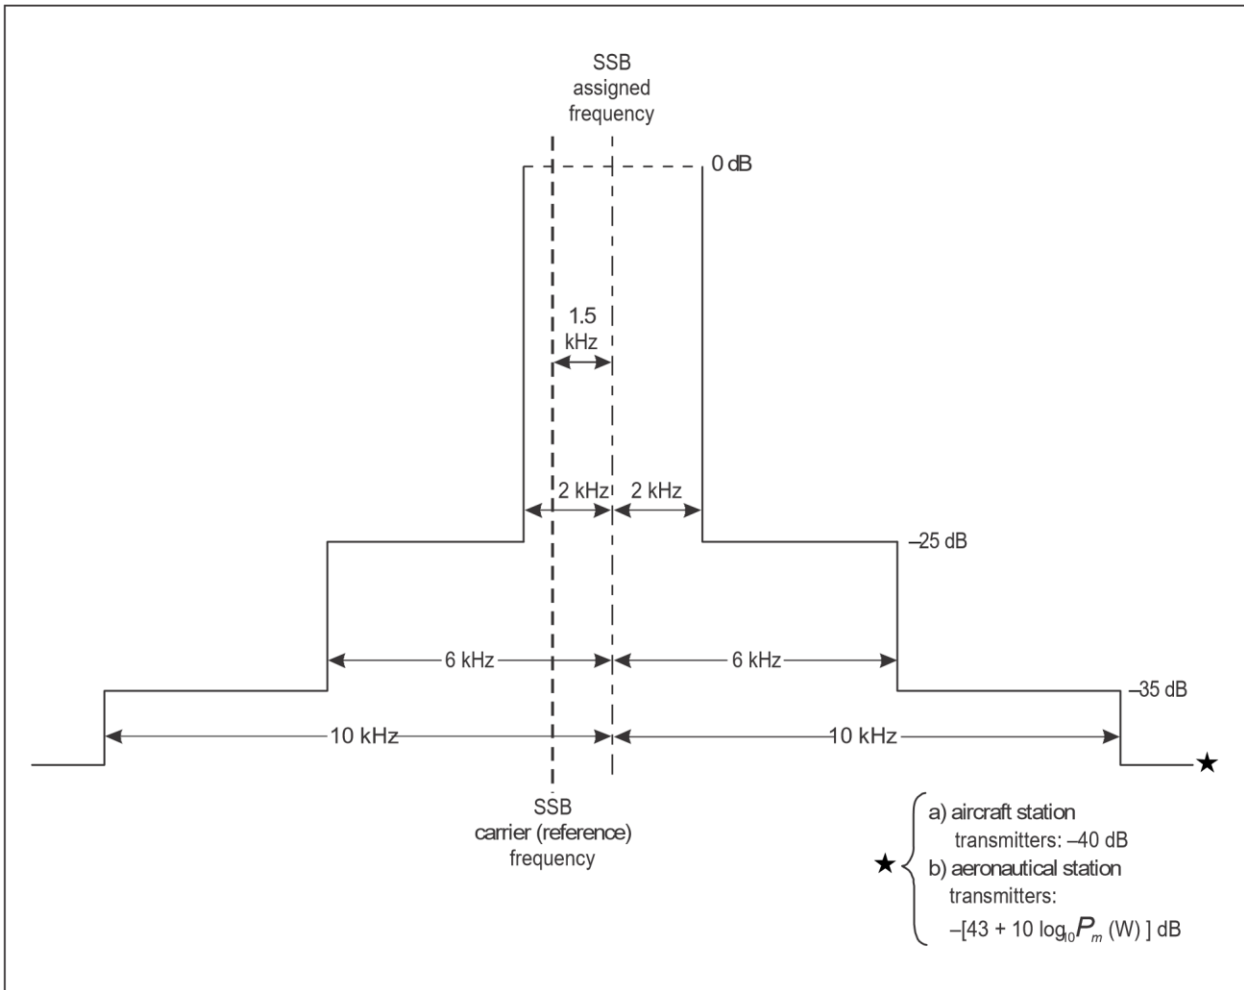 SSB
assigned
frequency
0 dB
1.5
kHz
2 kHz 2 kHz
–25 dB
6 kHz 6 kHz
–35 dB
10 kHz 10 kHz
★
SSB
carrier (reference)
frequency
a) aircraft station
transmitters: –40 dB
★
b) aeronautical station
transmitters:
–[43 + 10 log₁₀Pₘ (W) ] dB